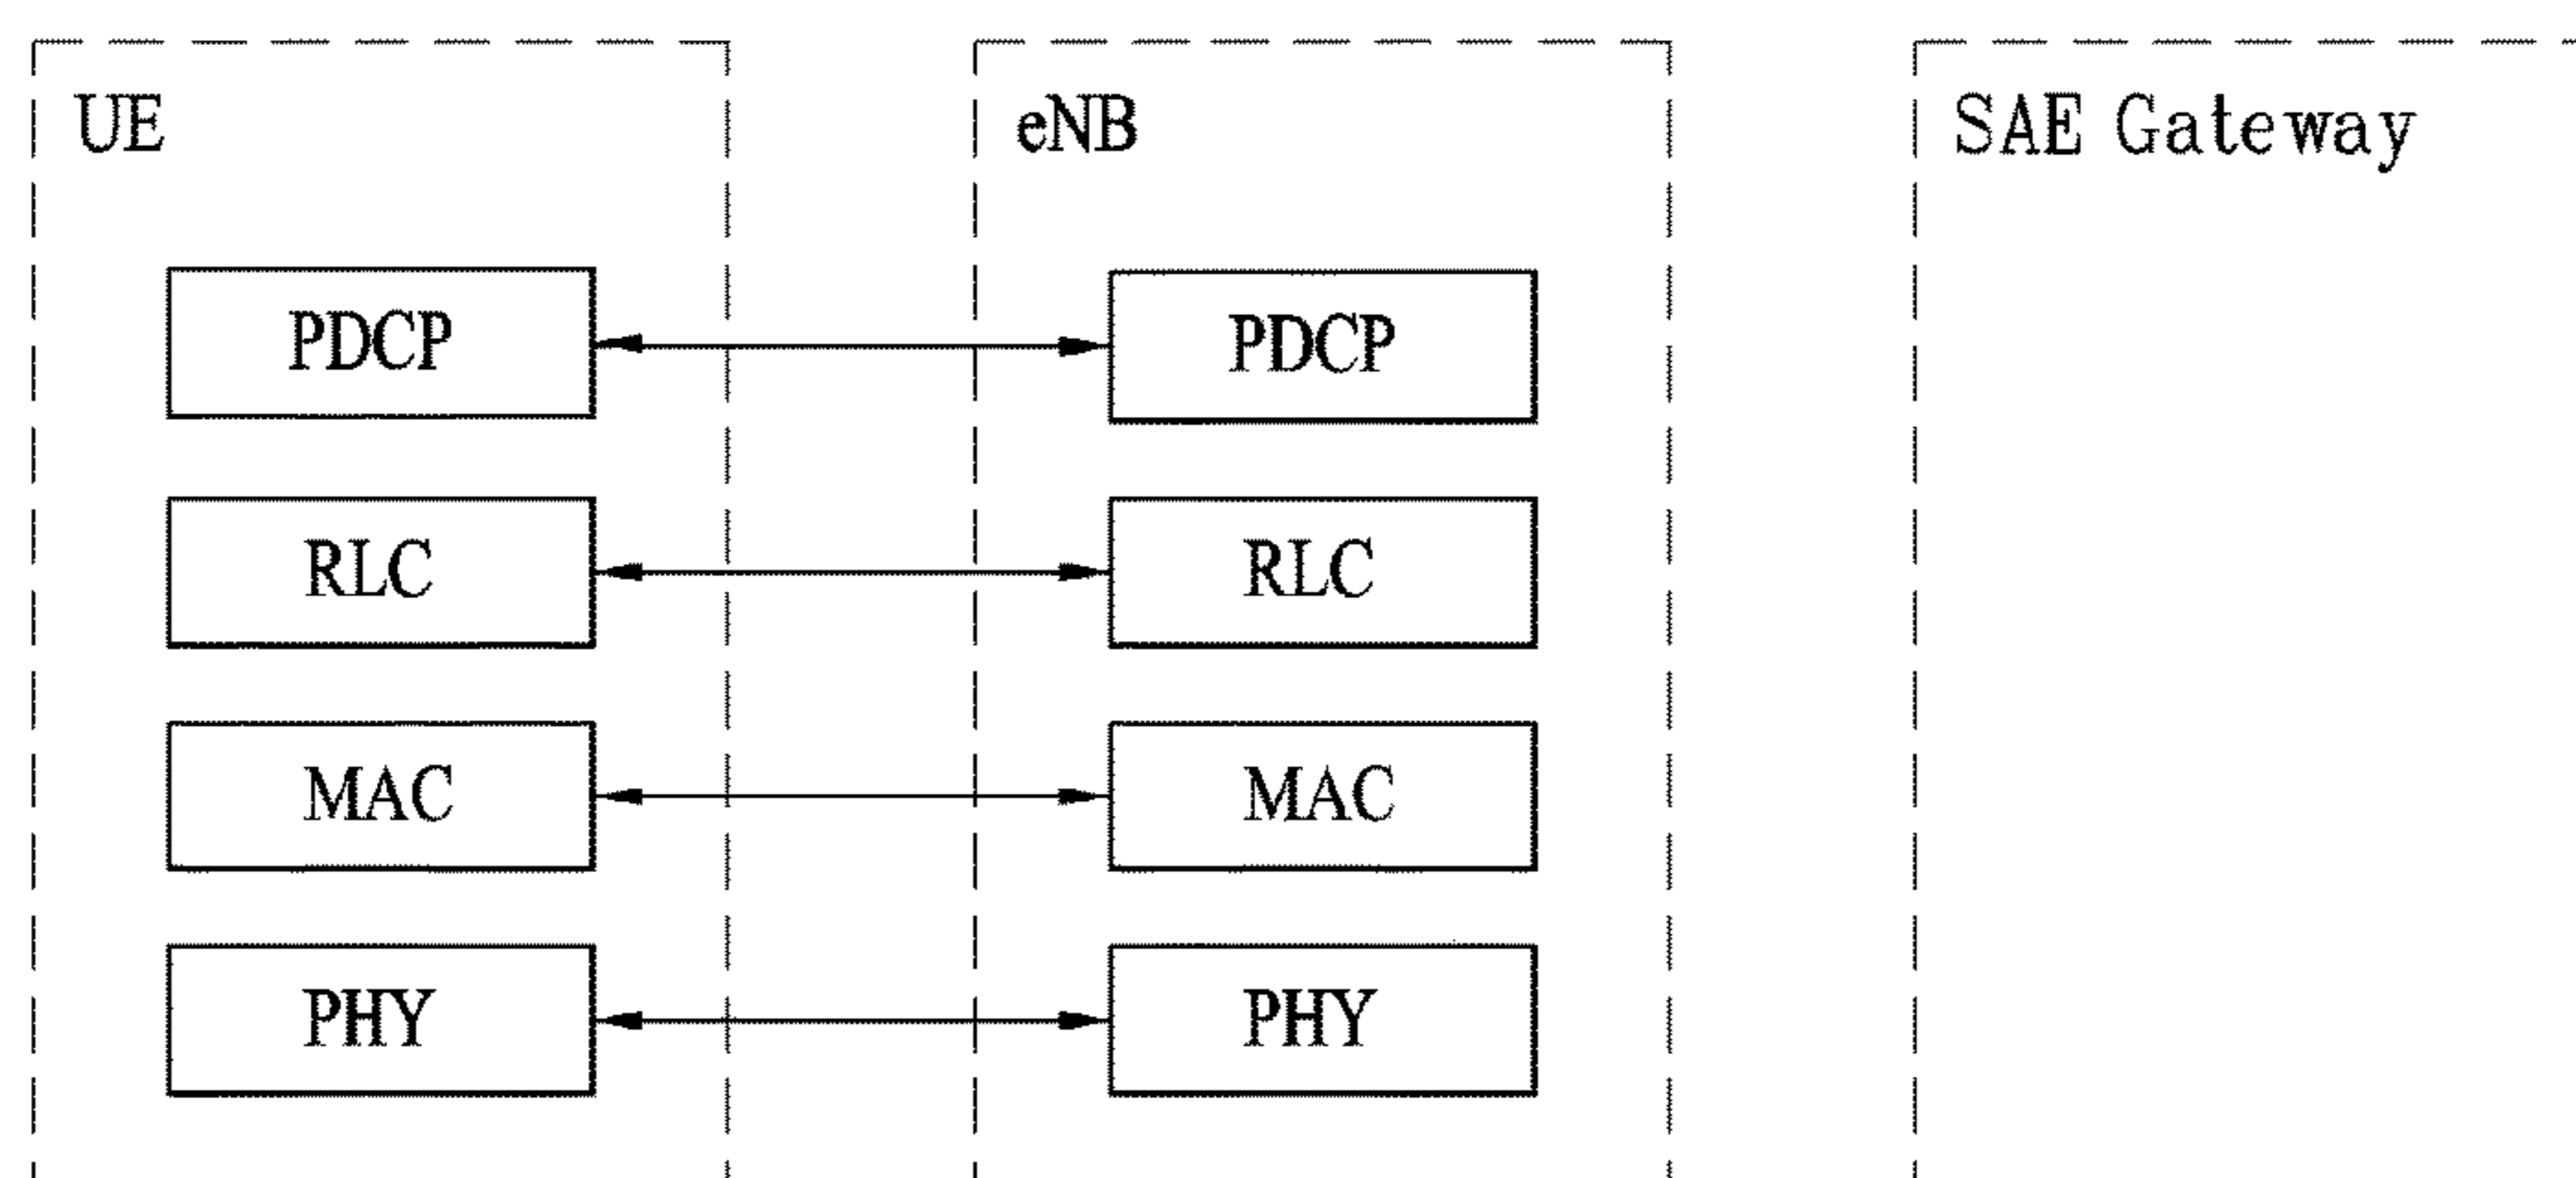 UE
eNB
SAE Gateway
PDCP
PDCP
RLC
RLC
MAC
MAC
PHY
PHY